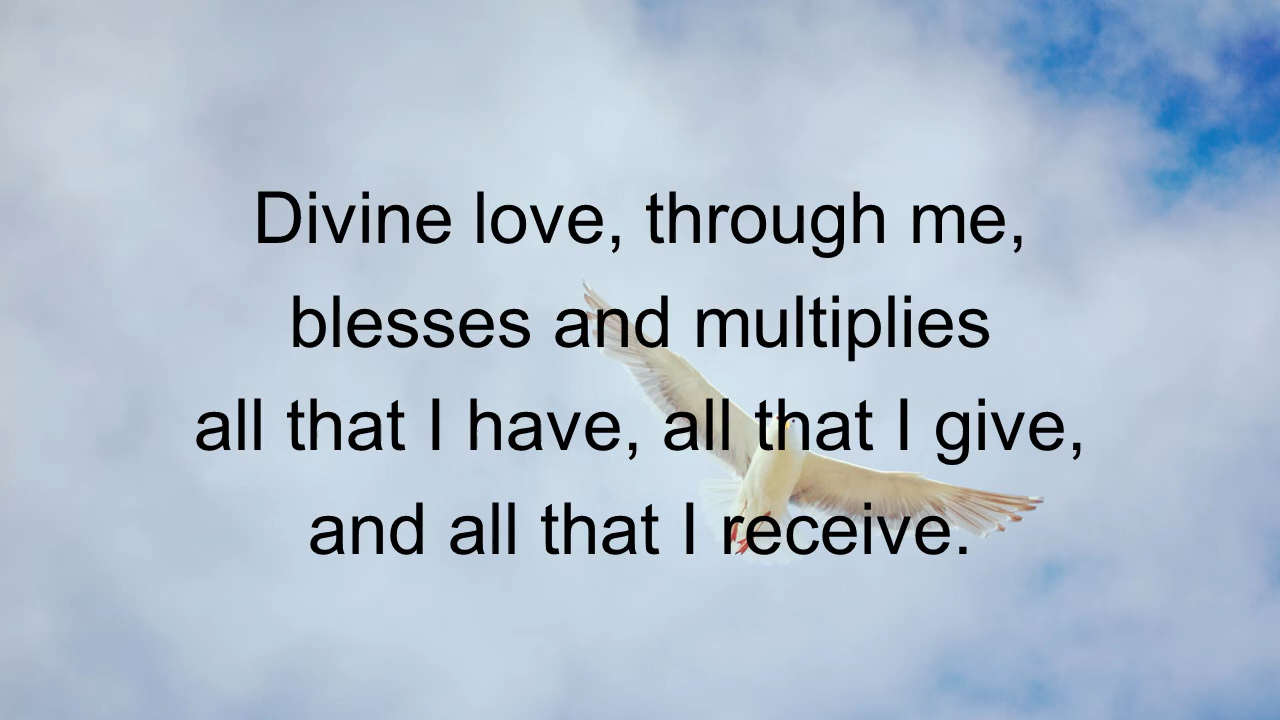 Divine love, through me,
blesses and multiplies
all that I have, all that I give,
and all that I receive.